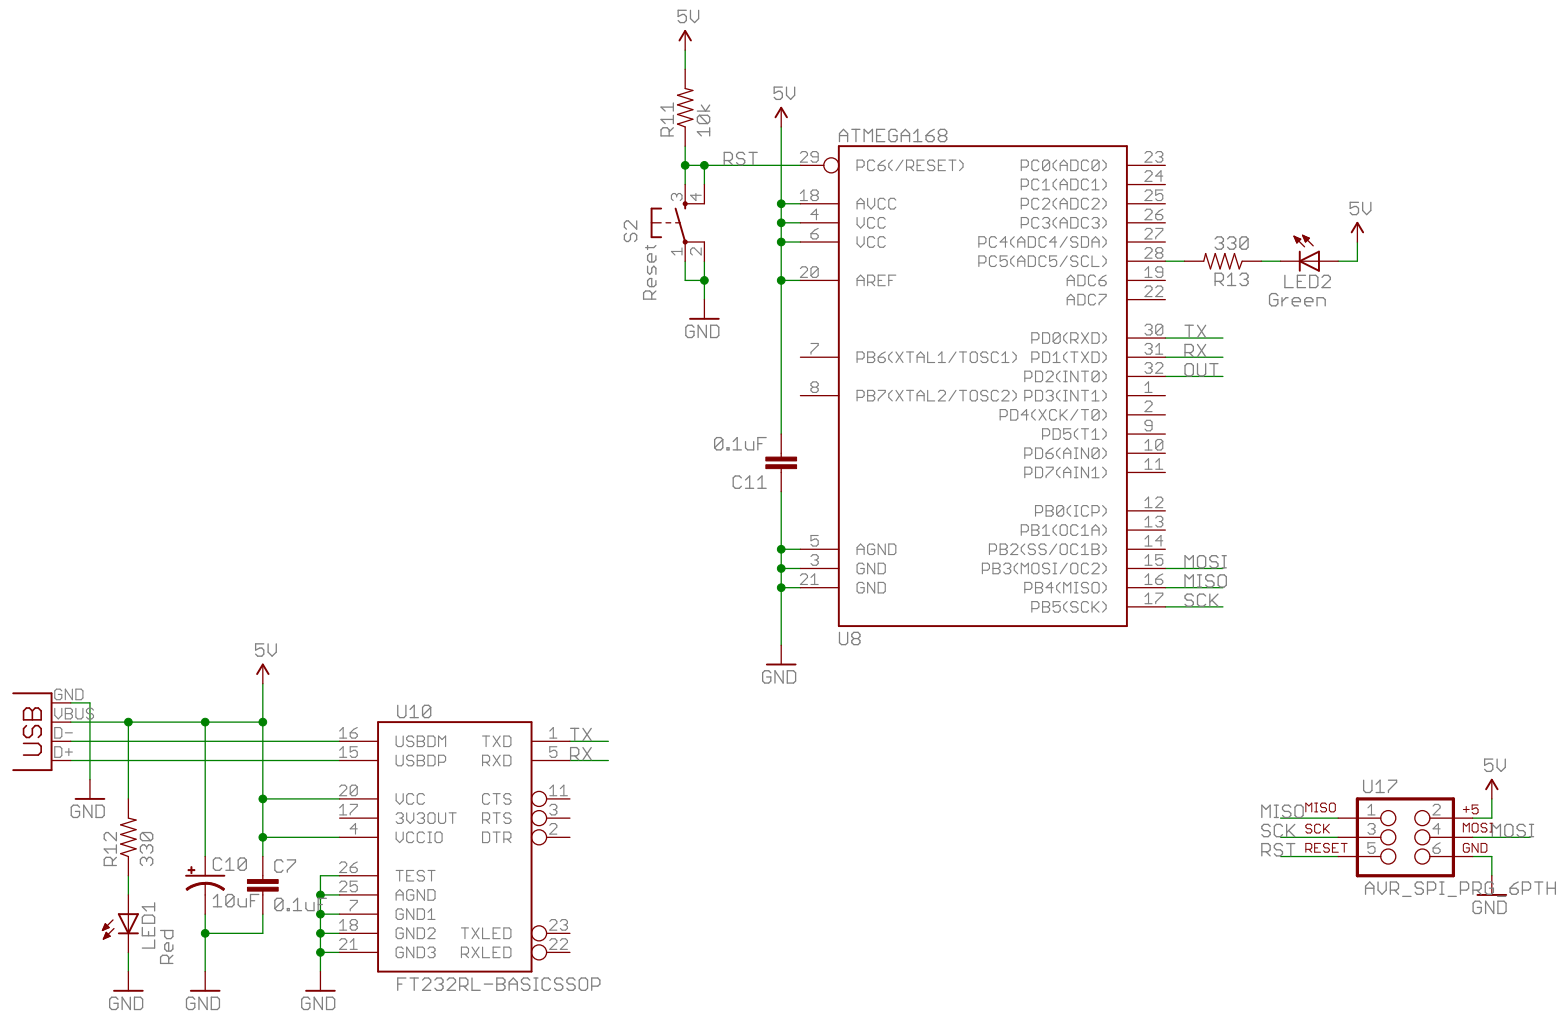 5V
R11
10k
RST
S2
Reset
3
4
1
2
GND
5V
ATMEGA168
29 PC6(/RESET)
18 AVCC
4 VCC
6 VCC
20 AREF
7 PB6(XTAL1/TOSC1)
8 PB7(XTAL2/TOSC2)
0.1uF
C11
5 AGND
3 GND
21 GND
GND
U8
PC0(ADC0) 23
PC1(ADC1) 24
PC2(ADC2) 25
PC3(ADC3) 26
PC4(ADC4/SDA) 27
PC5(ADC5/SCL) 28
ADC6 19
ADC7 22
PD0(RXD) 30 TX
PD1(TXD) 31 RX
PD2(INT0) 32 OUT
PD3(INT1) 1
PD4(XCK/T0) 2
PD5(T1) 9
PD6(AIN0) 10
PD7(AIN1) 11
PB0(ICP) 12
PB1(OC1A) 13
PB2(SS/OC1B) 14
PB3(MOSI/OC2) 15 MOSI
PB4(MISO) 16 MISO
PB5(SCK) 17 SCK
330
R13
5V
LED2
Green
USB
GND
VBUS
D-
D+
GND
5V
R12
330
LED1
Red
GND
C10
10uF
GND
C7
0.1uF
U10
16 USBDM
15 USBDP
20 VCC
17 3V3OUT
4 VCCIO
26 TEST
25 AGND
7 GND1
18 GND2
21 GND3
GND
TXD 1 TX
RXD 5 RX
CTS 11
RTS 3
DTR 2
TXLED 23
RXLED 22
FT232RL-BASICSSOP
U17
5V
MISO MISO 1 2 +5
SCK SCK 3 4 MOSI MOSI
RST RESET 5 6 GND
AVR_SPI_PRG_6PTH
GND